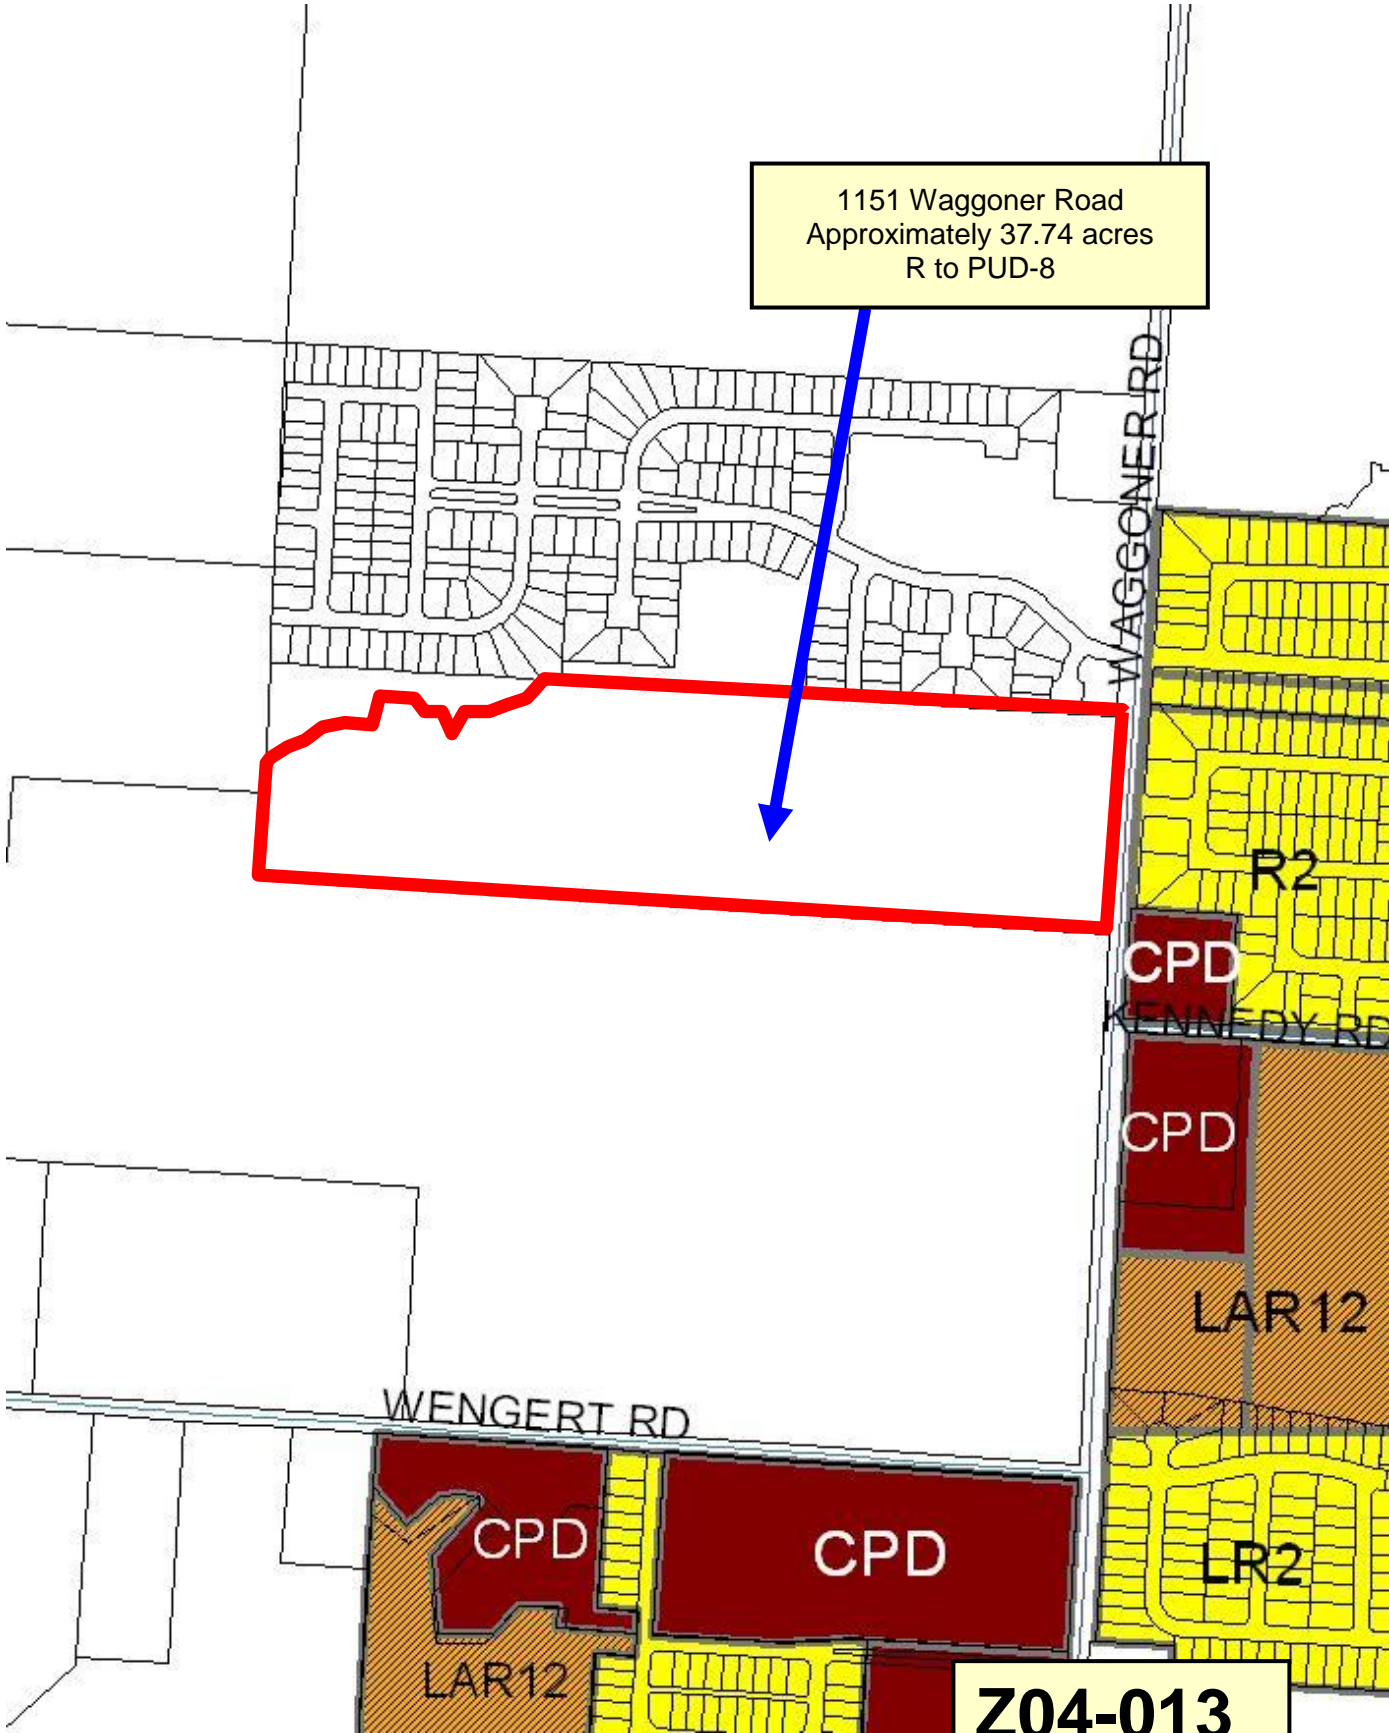 1151 Waggoner Road
Approximately 37.74 acres
R to PUD-8
WAGGONER RD
R2
CPD
KENNEDY RD
CPD
LAR12
WENGERT RD
CPD
CPD
LR2
LAR12
Z04-013